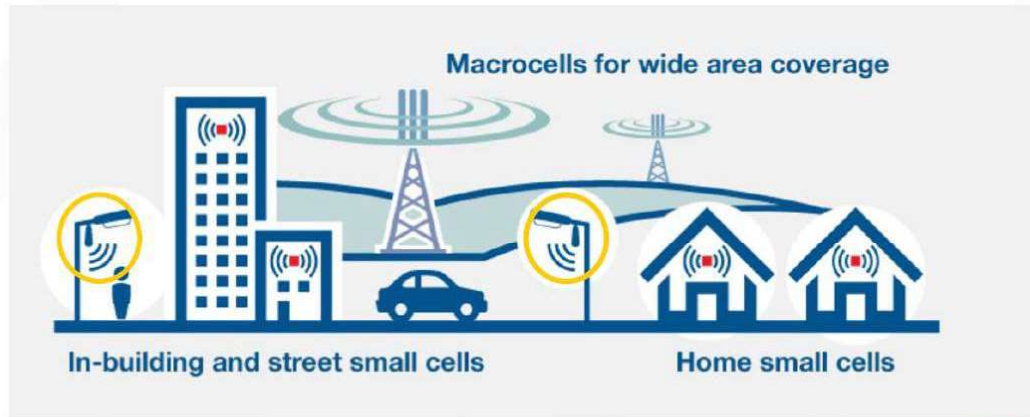 Macrocells for wide area coverage
In-building and street small cells
Home small cells